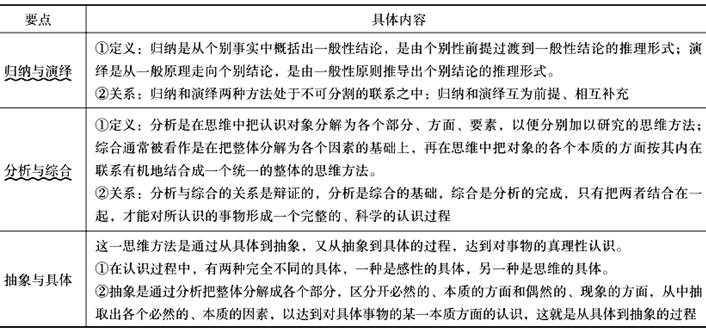 要点 具体内容
①定义：归纳是从个别事实中概括出一般性结论，是由个别性前提过渡到一般性结论的推理形式；演
归纳与演绎 绎是从一般原理走向个别结论，是由一般性原则推导出个别结论的推理形式。
②关系：归纳和演绎两种方法处于不可分割的联系之中：归纳和演绎互为前提、相互补充
①定义：分析是在思维中把认识对象分解为各个部分、方面、要素，以便分别加以研究的思维方法；
综合通常被看作是在把整体分解为各个因素的基础上，再在思维中把对象的各个本质的方面按其内在
分析与综合 联系有机地结合成一个统一的整体的思维方法。
②关系：分析与综合的关系是辩证的，分析是综合的基础，综合是分析的完成，只有把两者结合在一
起，才能对所认识的事物形成一个完整的、科学的认识过程
这一思维方法是通过从具体到抽象，又从抽象到具体的过程，达到对事物的真理性认识。
抽象与具体 ①在认识过程中，有两种完全不同的具体，一种是感性的具体，另一种是思维的具体。
②抽象是通过分析把整体分解成各个部分，区分开必然的、本质的方面和偶然的、现象的方面，从中抽
取出各个必然的、本质的因素，以达到对具体事物的某一本质方面的认识，这就是从具体到抽象的过程